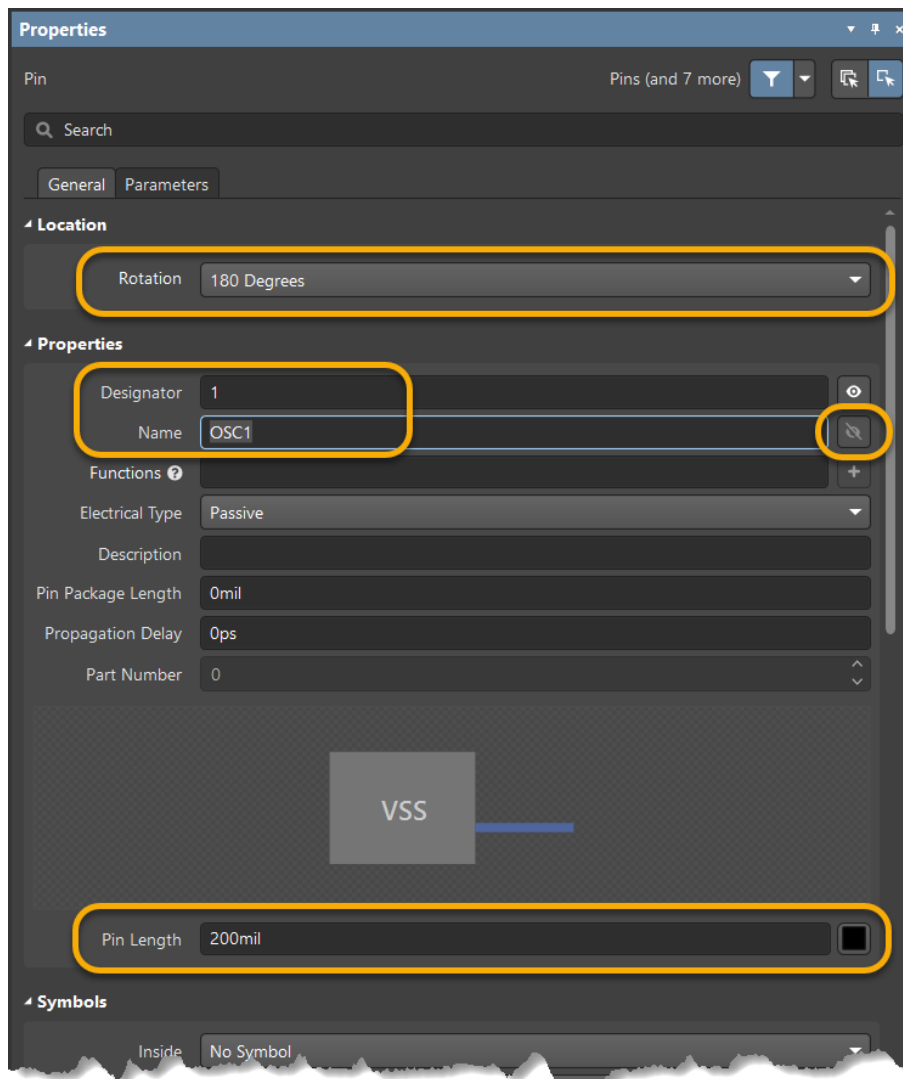 Properties
Pin Pins (and 7 more)
Search
General Parameters
Location
Rotation 180 Degrees
Properties
Designator 1
Name OSC1
Functions ?
Electrical Type Passive
Description
Pin Package Length 0mil
Propagation Delay 0ps
Part Number 0
VSS
Pin Length 200mil
Symbols
Inside No Symbol